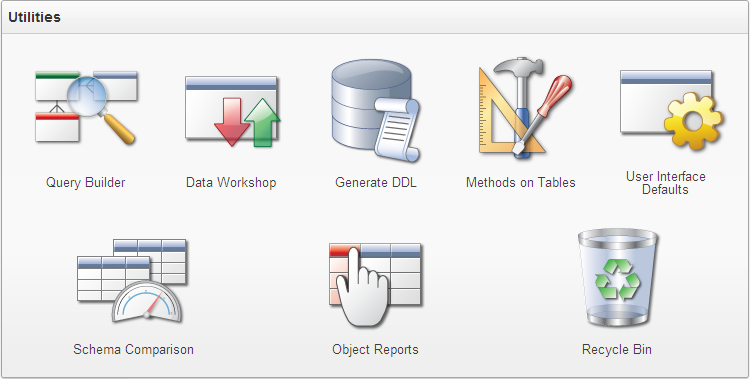 Utilities
Query Builder
Data Workshop
Generate DDL
Methods on Tables
User Interface
Defaults
Schema Comparison
Object Reports
Recycle Bin